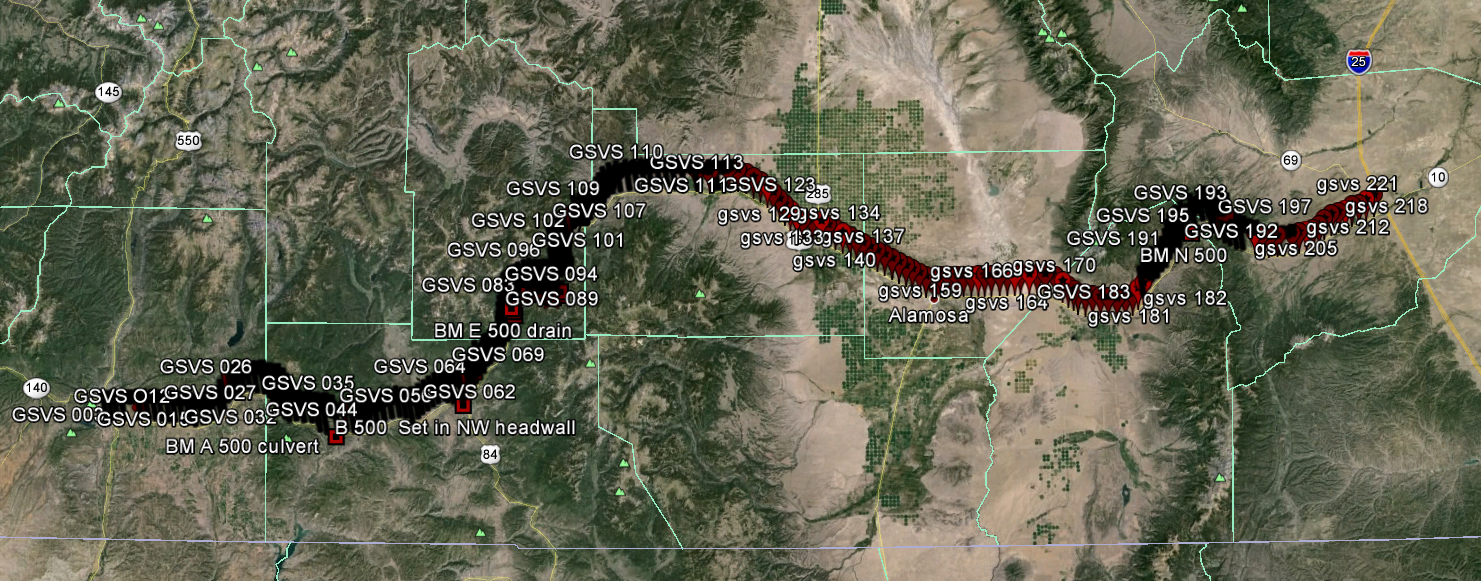 25
145
550
GSVS 110
GSVS 113
69
10
GSVS 109
GSVS 111
GSVS 123
285
GSVS 193
gsvs 221
GSVS 102
GSVS 107
gsvs 129
gsvs 134
GSVS 195
GSVS 197
gsvs 218
GSVS 096
GSVS 101
gsvs 133
gsvs 137
GSVS 191
GSVS 192
gsvs 212
gsvs 140
BM N 500
gsvs 205
GSVS 094
gsvs 166
gsvs 170
GSVS 083
GSVS 089
gsvs 159
gsvs 164
GSVS 183
gsvs 182
Alamosa
gsvs 181
BM E 500 drain
GSVS 026
GSVS 064
GSVS 069
140
GSVS O12
GSVS 027
GSVS 035
GSVS 050
GSVS 062
GSVS
GSVS
GSVS 032
GSVS 044
B 500 Set in NW headwall
BM A 500 culvert
84